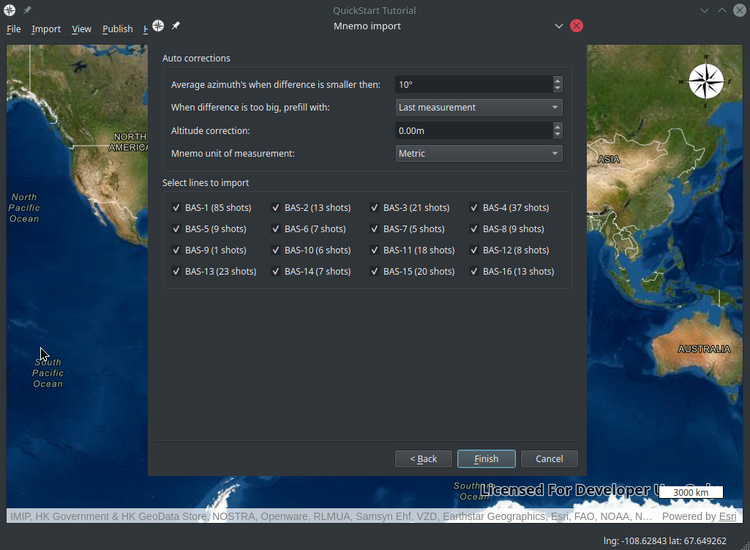 QuickStart Tutorial
File Import View Publish H
Mnemo import
Auto corrections
Average azimuth's when difference is smaller then: 10°
When difference is too big, prefill with: Last measurement
Altitude correction: 0.00m
Mnemo unit of measurement: Metric
Select lines to import
BAS-1 (85 shots) BAS-2 (13 shots) BAS-3 (21 shots) BAS-4 (37 shots)
BAS-5 (9 shots) BAS-6 (7 shots) BAS-7 (5 shots) BAS-8 (9 shots)
BAS-9 (1 shots) BAS-10 (6 shots) BAS-11 (18 shots) BAS-12 (8 shots)
BAS-13 (23 shots) BAS-14 (7 shots) BAS-15 (20 shots) BAS-16 (13 shots)
< Back Finish Cancel
NORTH
AMERICA
North
Pacific
Ocean
South
Pacific
Ocean
N
W
ASIA
AUSTRALIA
South
Ocean
Licensed For Developer
3000 km
IMIP, HK Government & HK GeoData Store, NOSTRA, Openware, RLMUA, Samsyn Ehf, VZD, Earthstar Geographics, Esri, FAO, NOAA, N... Powered by Esri
lng: -108.62843 lat: 67.649262